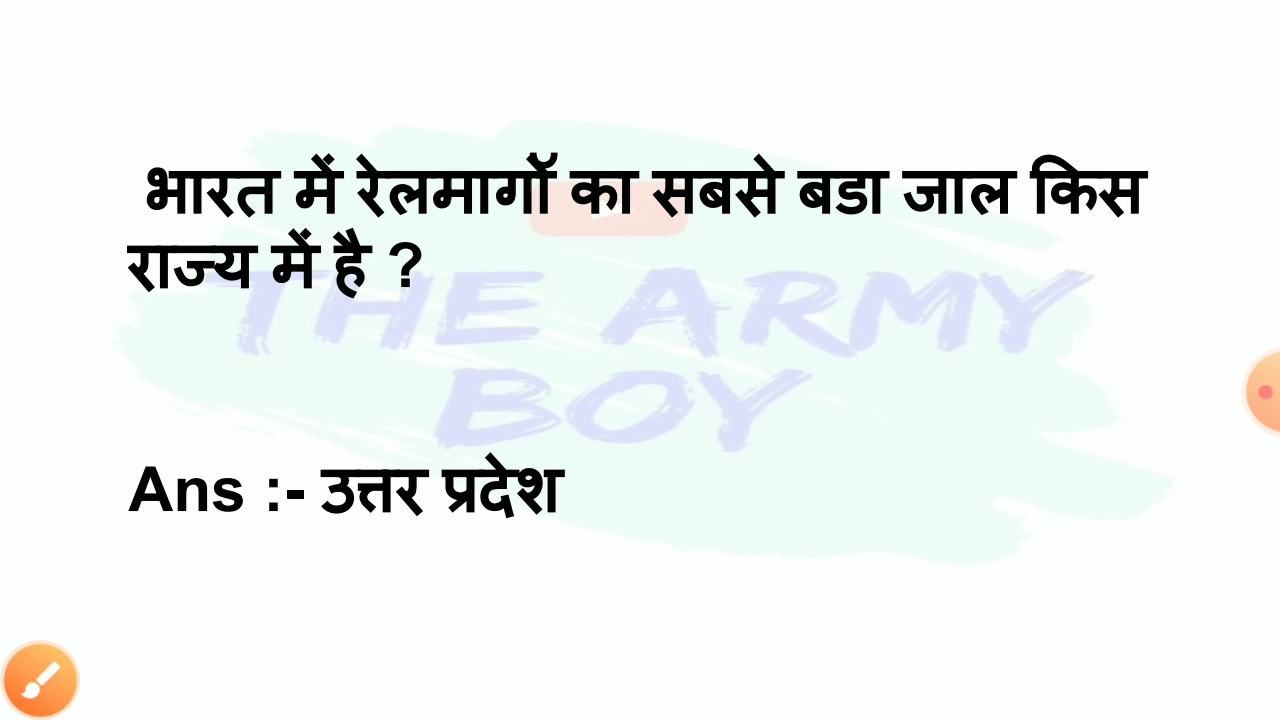 भारत में रेलमागॉ का सबसे बडा जाल किस
राज्य में है ?
THE ARMY
BOY
Ans :- उत्तर प्रदेश